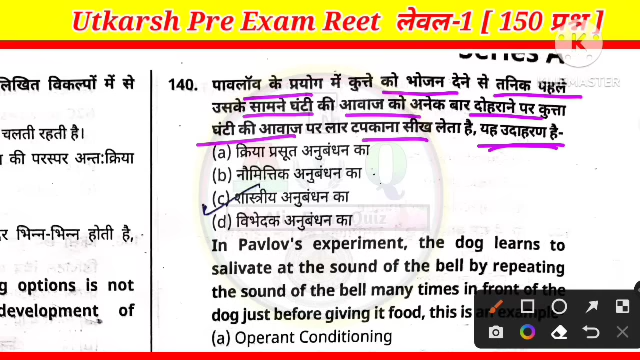 Utkarsh Pre Exam Reet लेवल-1 [ 150 प्रश्न ]
K
KINEMASTER
Series A
लिखित विकल्पों में से
चलती रहती है।
की परस्पर अन्त:क्रिया
भिन्न-भिन्न होती है,
g options is not
development of
140. पावलॉव के प्रयोग में कुत्ते को भोजन देने से तनिक पहले
उसके सामने घंटी की आवाज को अनेक बार दोहराने पर कुत्ता
घंटी की आवाज पर लार टपकाना सीख लेता है, यह उदाहरण है-
(a) क्रिया प्रसूत अनुबंधन का
(b) नौमित्तिक अनुबंधन का
(c) शास्त्रीय अनुबंधन का
(d) विभेदक अनुबंधन का
Quiz
In Pavlov's experiment, the dog learns to
salivate at the sound of the bell by repeating
the sound of the bell many times in front of the
dog just before giving it food, this is an example
(a) Operant Conditioning